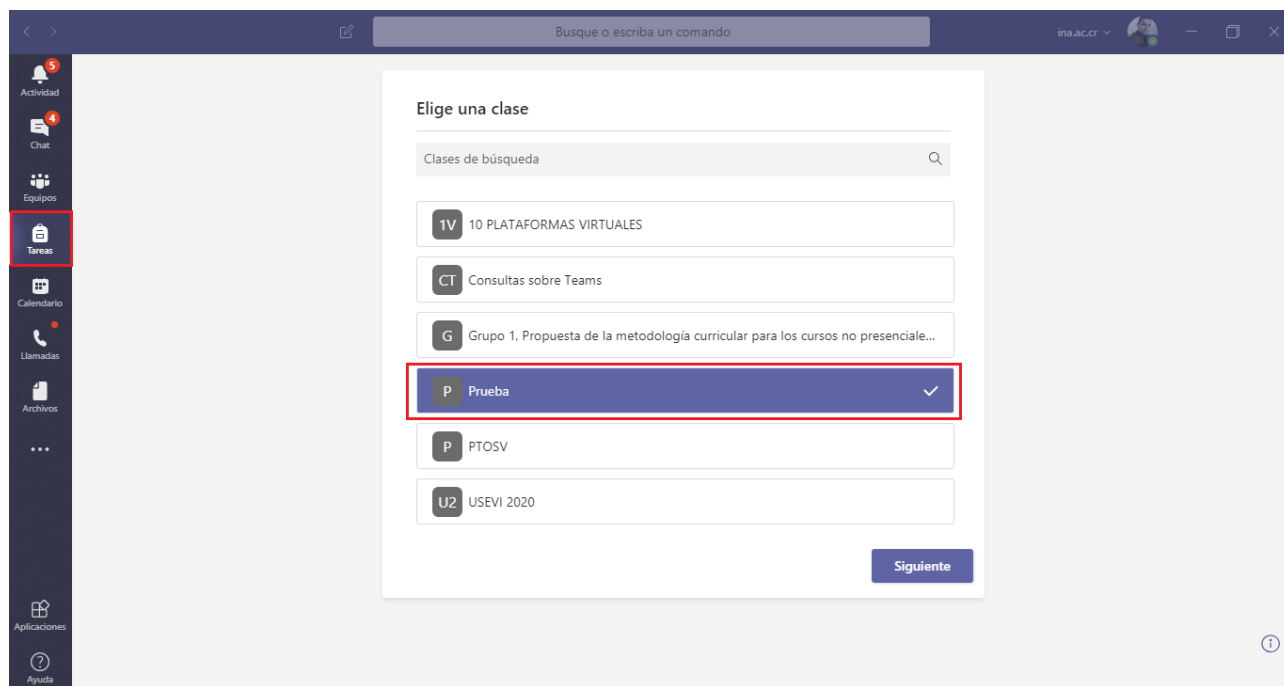 Busque o escriba un comando
ina.ac.cr
5
Actividad
4
Chat
Equipos
Tareas
Calendario
Llamadas
Archivos
Aplicaciones
Ayuda
Elige una clase
Clases de búsqueda
1V 10 PLATAFORMAS VIRTUALES
CT Consultas sobre Teams
G Grupo 1, Propuesta de la metodología curricular para los cursos no presenciale...
P Prueba
P PTOSV
U2 USEVI 2020
Siguiente